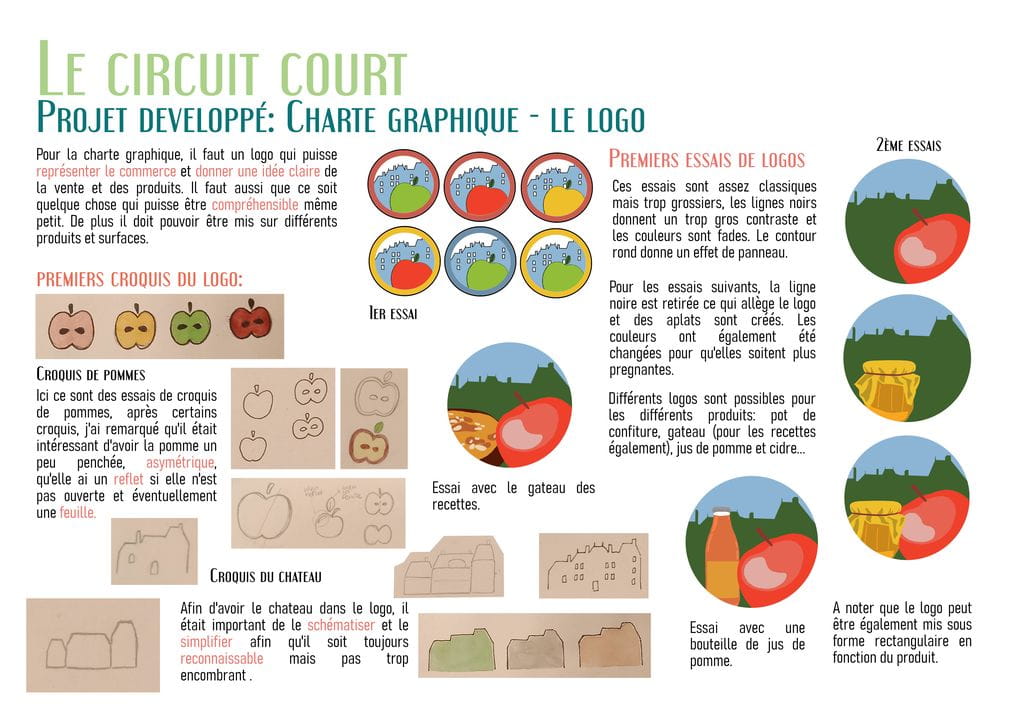 Le circuit court
Projet developpé: Charte graphique - le logo
Pour la charte graphique, il faut un logo qui puisse
représenter le commerce et donner une idée claire de
la vente et des produits. Il faut aussi que ce soit
quelque chose qui puisse être compréhensible même
petit. De plus il doit pouvoir être mis sur différents
produits et surfaces.
premiers croquis du logo:
Croquis de pommes
Ici ce sont des essais de croquis
de pommes, après certains
croquis, j'ai remarqué qu'il était
intéressant d'avoir la pomme un
peu penchée, asymétrique,
qu'elle ai un reflet si elle n'est
pas ouverte et éventuellement
une feuille.
Croquis du chateau
Afin d'avoir le chateau dans le logo, il
était important de le schématiser et le
simplifier afin qu'il soit toujours
reconnaissable mais pas trop
encombrant .
1er essai
Essai avec le gateau des
recettes.
Premiers essais de logos
Ces essais sont assez classiques
mais trop grossiers, les lignes noirs
donnent un trop gros contraste et
les couleurs sont fades. Le contour
rond donne un effet de panneau.
Pour les essais suivants, la ligne
noire est retirée ce qui allège le logo
et des aplats sont créés. Les
couleurs ont également été
changées pour qu'elles soitent plus
pregnantes.
Différents logos sont possibles pour
les différents produits: pot de
confiture, gateau (pour les recettes
également), jus de pomme et cidre...
Essai avec une
bouteille de jus de
pomme.
2ème essais
A noter que le logo peut
être également mis sous
forme rectangulaire en
fonction du produit.